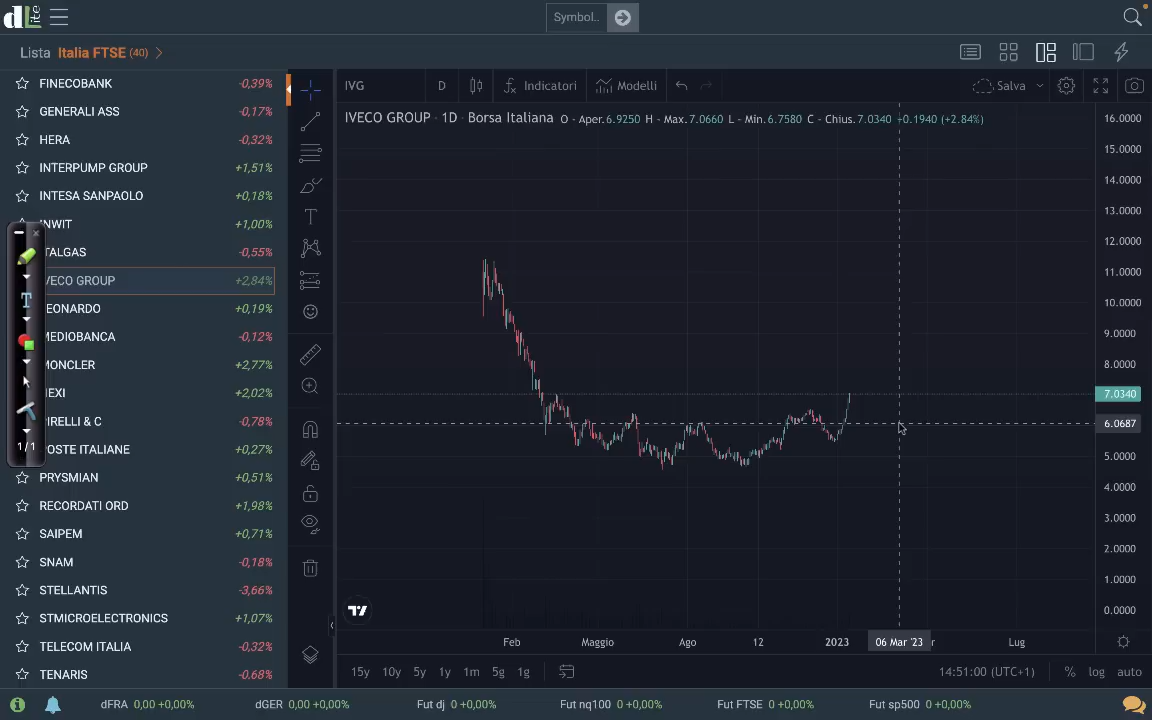 dLite
Symbol..
Lista Italia FTSE (40)
FINECOBANK -0,39%
GENERALI ASS -0,17%
HERA -0,32%
INTERPUMP GROUP +1,51%
INTESA SANPAOLO +0,18%
INWIT +1,00%
TALGAS -0,55%
VECO GROUP +2,84%
EONARDO +0,19%
MEDIOBANCA -0,12%
MONCLER +2,77%
EXI +2,02%
PIRELLI & C -0,78%
OSTE ITALIANE +0,27%
PRYSMIAN +0,51%
RECORDATI ORD +1,98%
SAIPEM +0,71%
SNAM -0,18%
STELLANTIS -3,66%
STMICROELECTRONICS +1,07%
TELECOM ITALIA -0,32%
TENARIS -0.68%
T
1/1
IVG D Indicatori Modelli Salva
IVECO GROUP · 1D · Borsa Italiana O - Aper.6.9250 H - Max.7.0660 L - Min.6.7580 C - Chius.7.0340 +0.1940 (+2.84%)
16.0000
15.0000
14.0000
13.0000
12.0000
11.0000
10.0000
9.0000
8.0000
7.0340
6.0687
5.0000
4.0000
3.0000
2.0000
1.0000
0.0000
Feb Maggio Ago 12 2023 06 Mar '23 r Lug
15y 10y 5y 1y 1m 5g 1g 14:51:00 (UTC+1) % log auto
dFRA 0,00 +0,00% dGER 0,00 +0,00% Fut dj 0 +0,00% Fut nq100 0 +0,00% Fut FTSE 0 +0,00% Fut sp500 0 +0,00%